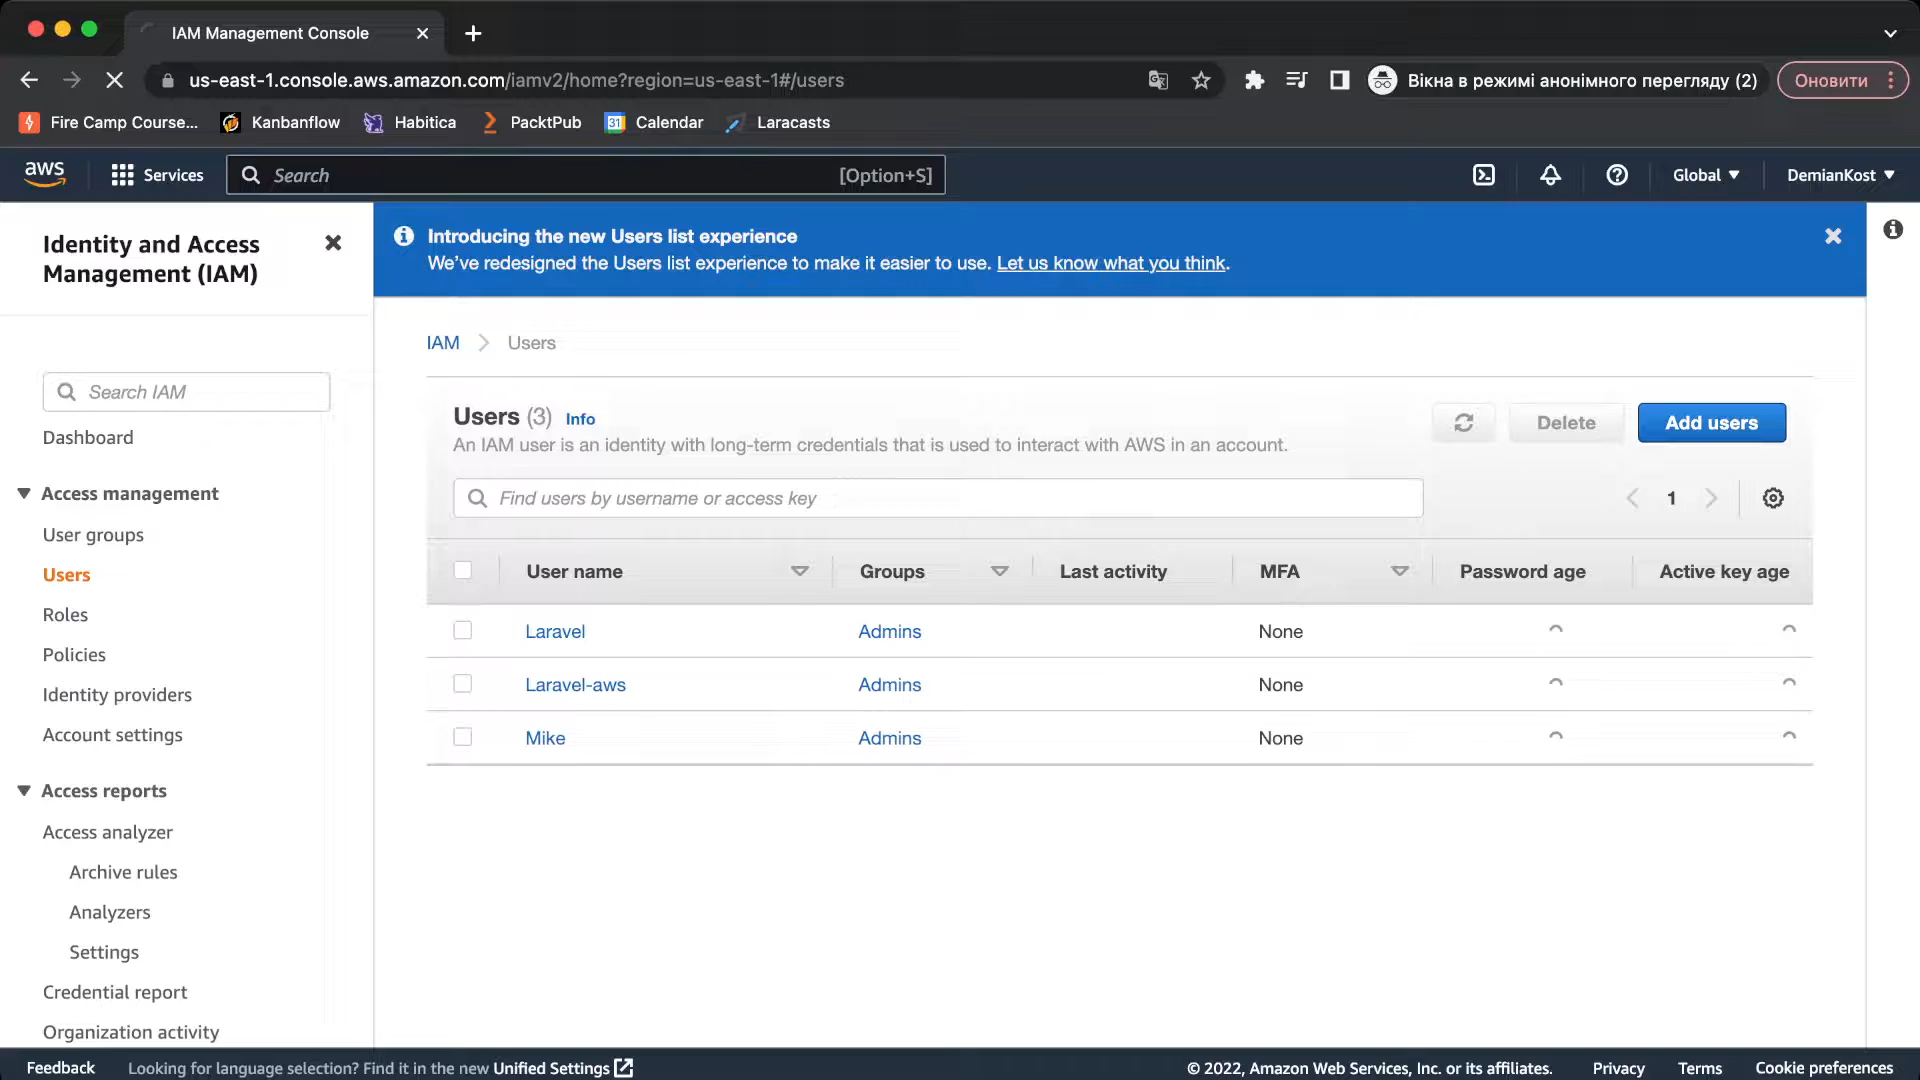 IAM Management Console
us-east-1.console.aws.amazon.com/iamv2/home?region=us-east-1#/users
Вікна в режимі анонімного перегляду (2)
Оновити
Fire Camp Course...
Kanbanflow
Habitica
PacktPub
31
Calendar
Laracasts
aws
Services
Search
[Option+S]
Global
DemianKost
Identity and Access
Management (IAM)
Search IAM
Dashboard
Access management
User groups
Users
Roles
Policies
Identity providers
Account settings
Access reports
Access analyzer
Archive rules
Analyzers
Settings
Credential report
Organization activity
Introducing the new Users list experience
We've redesigned the Users list experience to make it easier to use. Let us know what you think.
IAM
Users
Users (3) Info
An IAM user is an identity with long-term credentials that is used to interact with AWS in an account.
Delete
Add users
Find users by username or access key
1
User name Groups Last activity MFA Password age Active key age
Laravel Admins None
Laravel-aws Admins None
Mike Admins None
Feedback
Looking for language selection? Find it in the new Unified Settings
© 2022, Amazon Web Services, Inc. or its affiliates.
Privacy
Terms
Cookie preferences